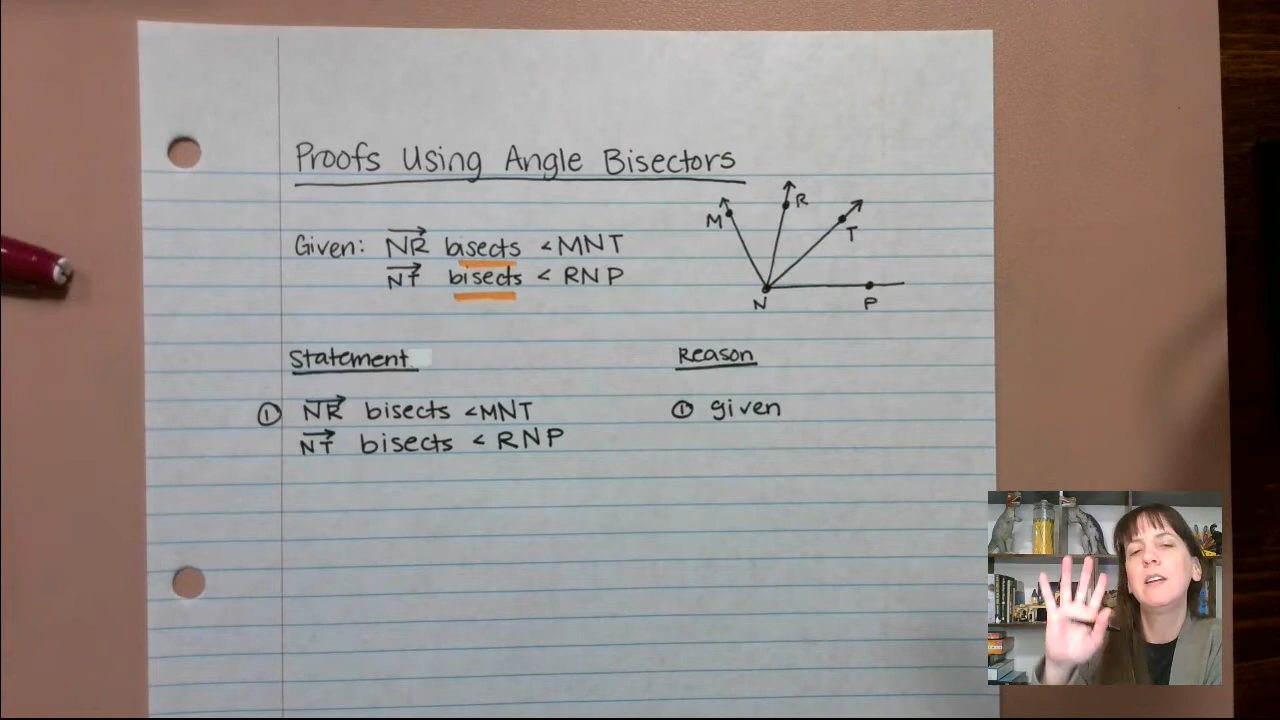 Proofs Using Angle Bisectors
Given: NR bisects <MNT
NT bisects < RNP
M
R
T
N
P
Statement
Reason
① NR bisects <MNT
① given
NT bisects < RNP